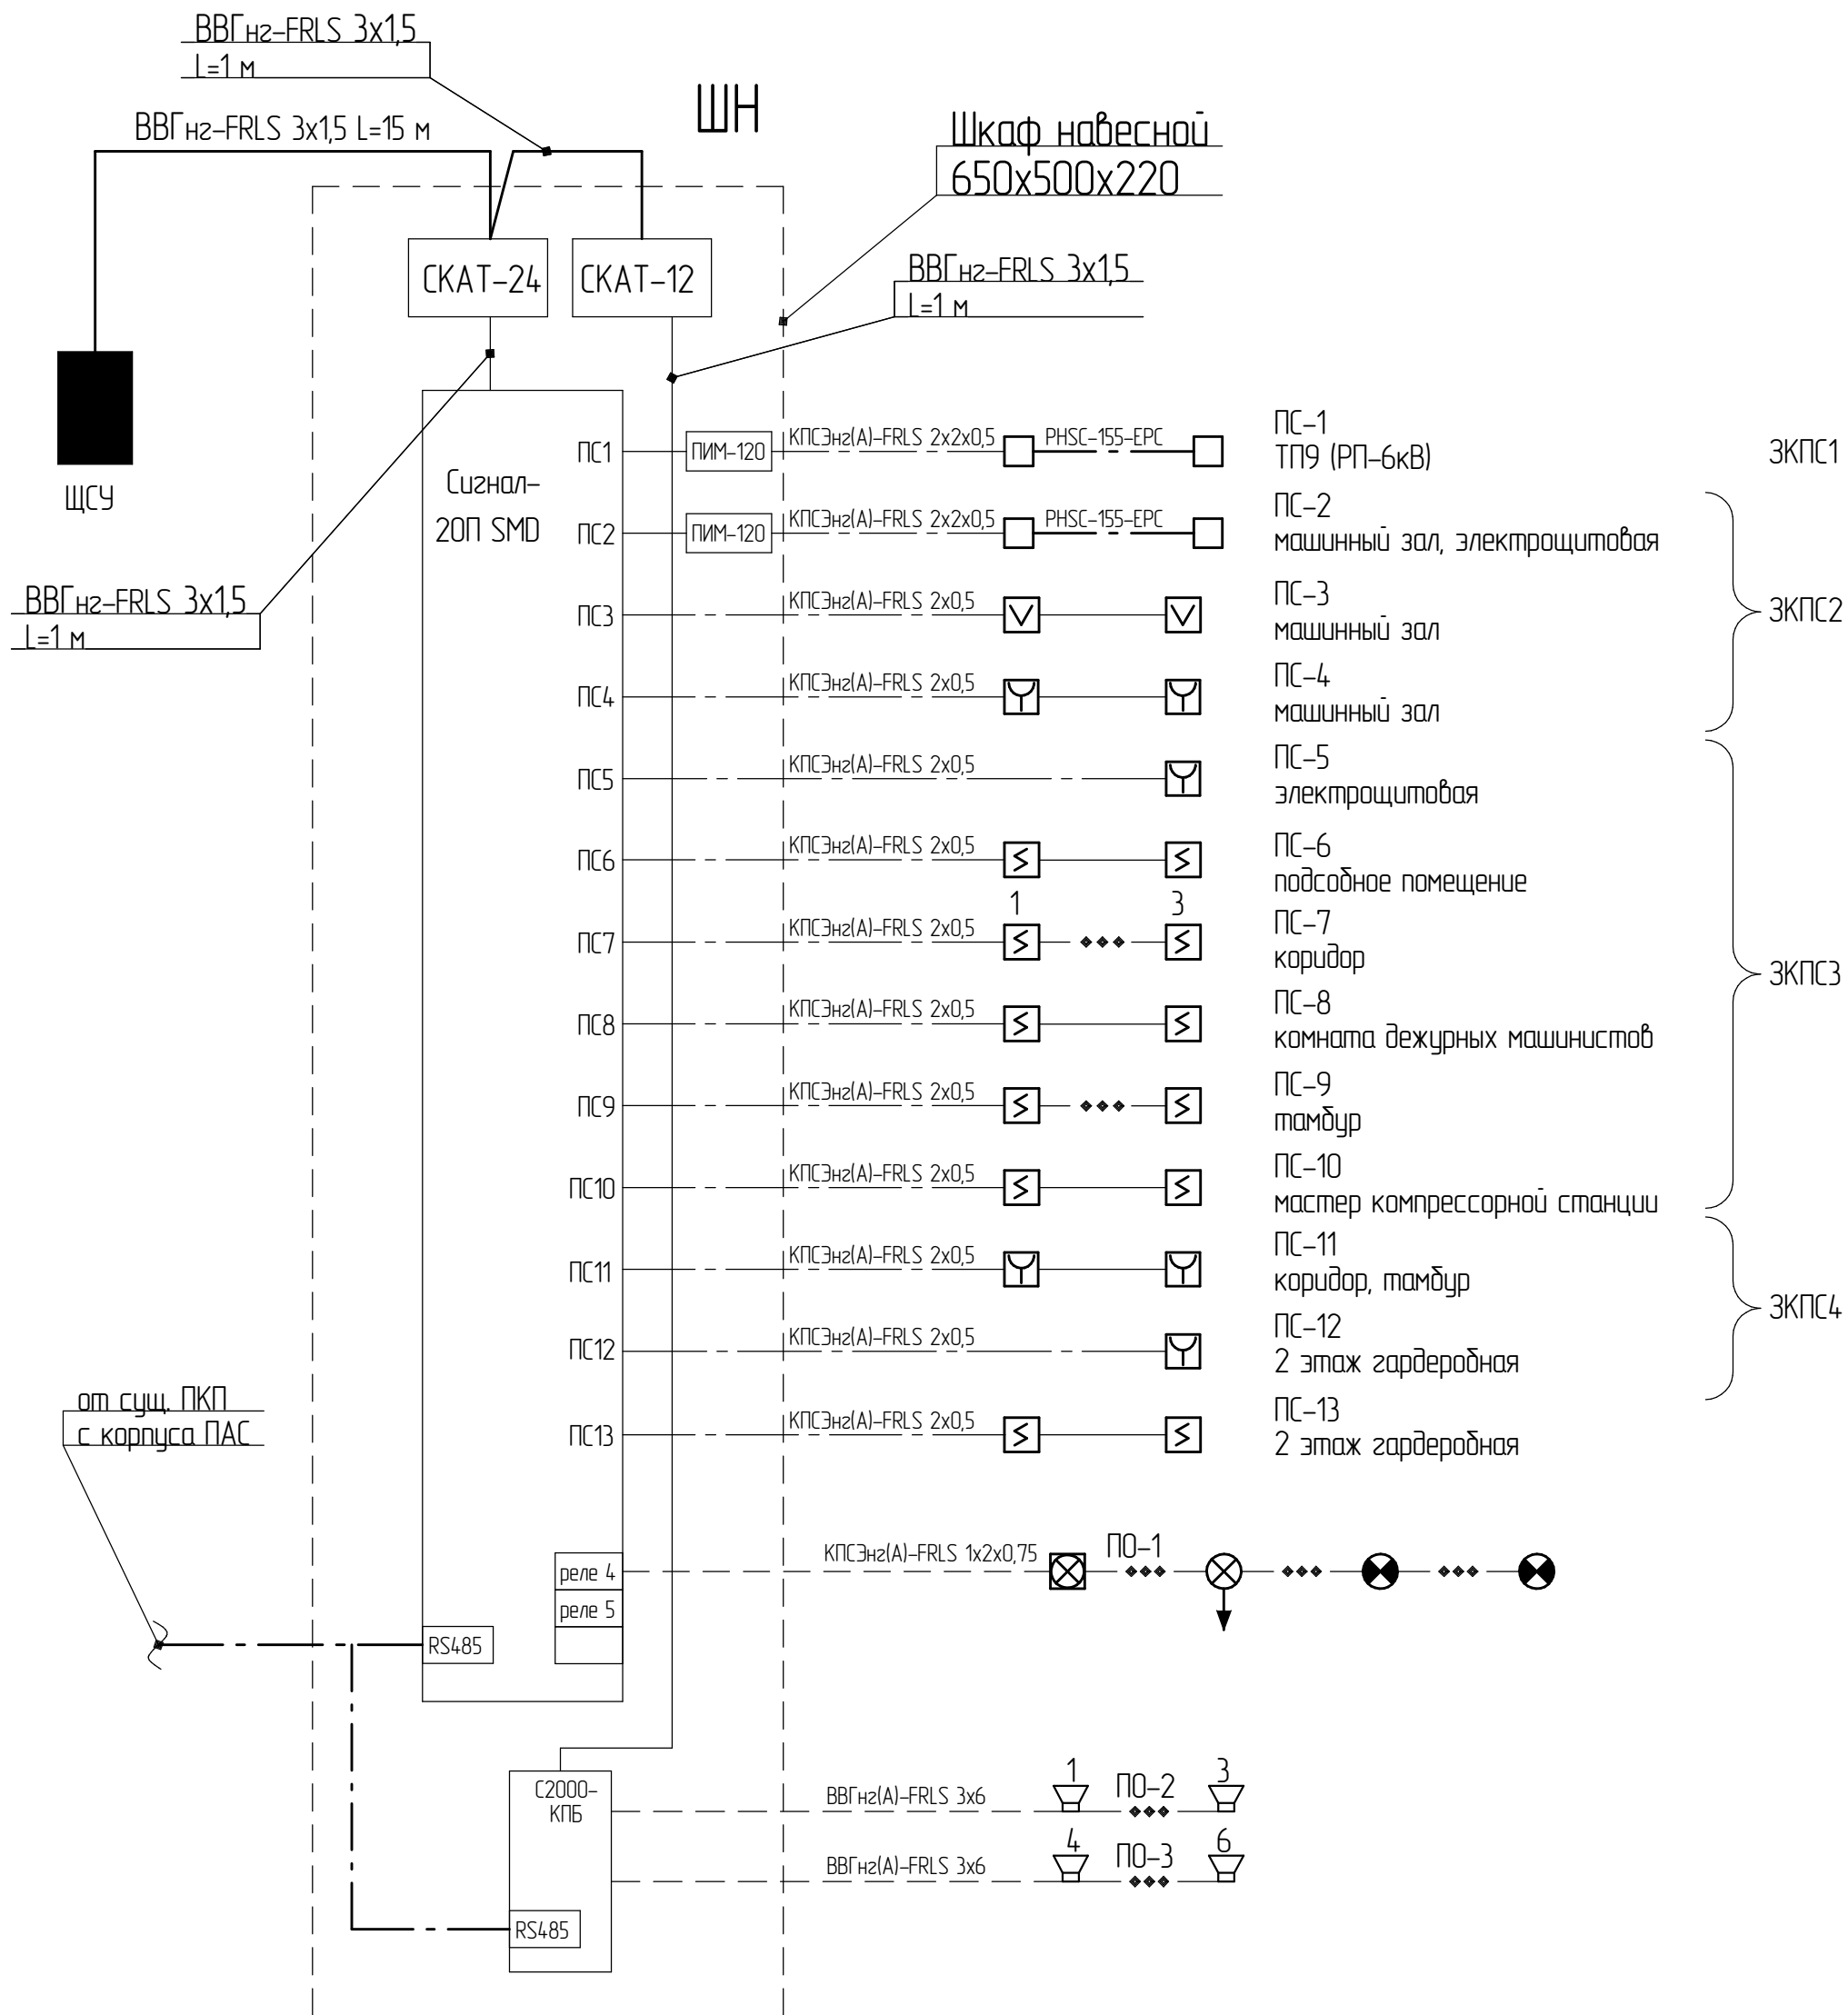 ВВГнг-FRLS 3х1,5
L=1 м
ВВГнг-FRLS 3х1,5 L=15 м
ШН
Шкаф навесной
650х500х220
СКАТ-24
СКАТ-12
ВВГнг-FRLS 3х1,5
L=1 м
ЩСУ
ВВГнг-FRLS 3х1,5
L=1 м
Сигнал-
20П SMD
ПС1
ПИМ-120
КПСЭнг(А)-FRLS 2х2х0,5
PHSC-155-EPC
ПС-1
ТП9 (РП-6кВ)
ЗКПС1
ПС2
ПИМ-120
КПСЭнг(А)-FRLS 2х2х0,5
PHSC-155-EPC
ПС-2
машинный зал, электрощитовая
ПС3
КПСЭнг(А)-FRLS 2х0,5
ПС-3
машинный зал
ЗКПС2
ПС4
КПСЭнг(А)-FRLS 2х0,5
ПС-4
машинный зал
ПС5
КПСЭнг(А)-FRLS 2х0,5
ПС-5
электрощитовая
ПС6
КПСЭнг(А)-FRLS 2х0,5
ПС-6
подсобное помещение
ПС7
КПСЭнг(А)-FRLS 2х0,5
1
3
ПС-7
коридор
ЗКПС3
ПС8
КПСЭнг(А)-FRLS 2х0,5
ПС-8
комната дежурных машинистов
ПС9
КПСЭнг(А)-FRLS 2х0,5
ПС-9
тамбур
ПС10
КПСЭнг(А)-FRLS 2х0,5
ПС-10
мастер компрессорной станции
ПС11
КПСЭнг(А)-FRLS 2х0,5
ПС-11
коридор, тамбур
ЗКПС4
ПС12
КПСЭнг(А)-FRLS 2х0,5
ПС-12
2 этаж гардеробная
ПС13
КПСЭнг(А)-FRLS 2х0,5
ПС-13
2 этаж гардеробная
от сущ. ПКП
с корпуса ПАС
реле 4
КПСЭнг(А)-FRLS 1х2х0,75
ПО-1
реле 5
RS485
С2000-
КПБ
ВВГнг(А)-FRLS 3х6
1
ПО-2
3
ВВГнг(А)-FRLS 3х6
4
ПО-3
6
RS485